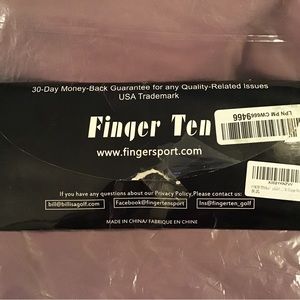 30-Day Money-Back Guarantee for any Quality-Related Issues
USA Trademark
Finger Ten
www.fingersport.com
If you have any questions about our Privacy Policy,Please contact us:
bill@billisagolf.com
Facebook@fingertensport
Ins@fingerten_golf
MADE IN CHINA/ FABRIQUE EN CHINE